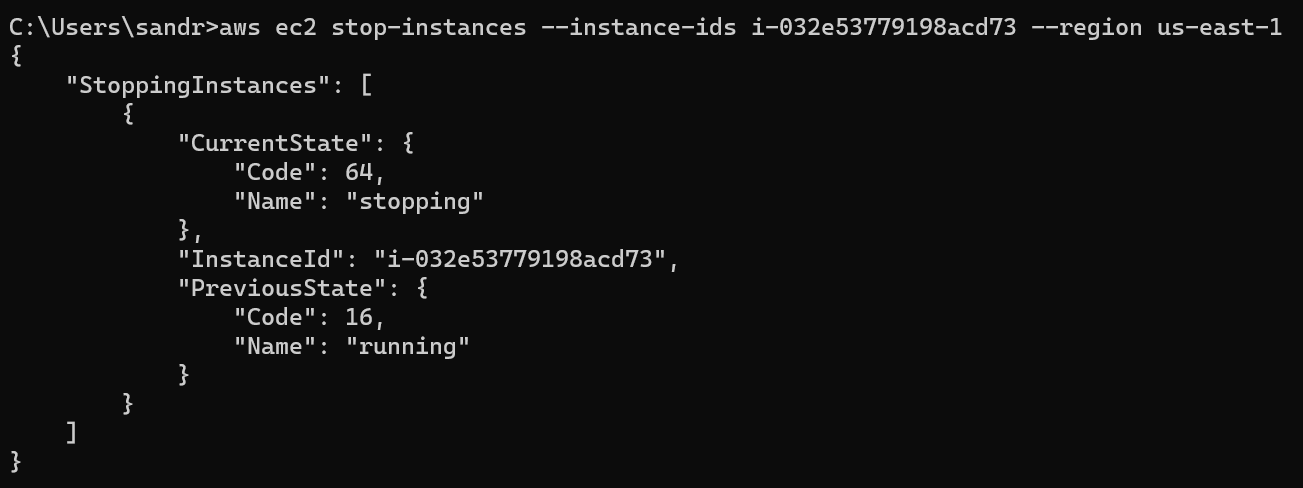 C:\Users\sandr>aws ec2 stop-instances --instance-ids i-032e53779198acd73 --region us-east-1
{
    "StoppingInstances": [
        {
            "CurrentState": {
                "Code": 64,
                "Name": "stopping"
            },
            "InstanceId": "i-032e53779198acd73",
            "PreviousState": {
                "Code": 16,
                "Name": "running"
            }
        }
    ]
}